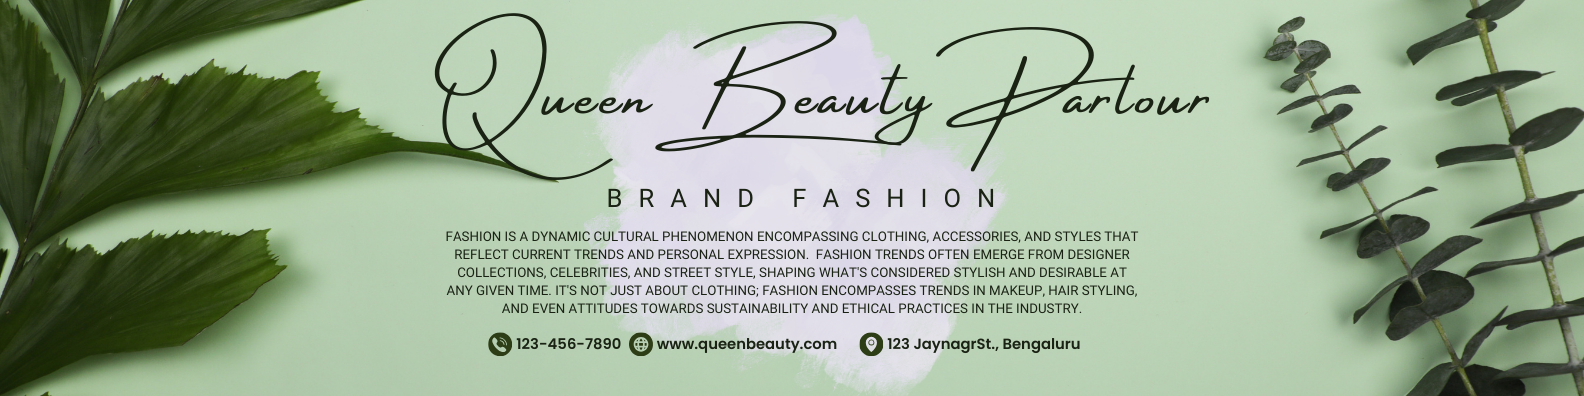 Queen Beauty Parlour
BRAND FASHION
FASHION IS A DYNAMIC CULTURAL PHENOMENON ENCOMPASSING CLOTHING, ACCESSORIES, AND STYLES THAT
REFLECT CURRENT TRENDS AND PERSONAL EXPRESSION. FASHION TRENDS OFTEN EMERGE FROM DESIGNER
COLLECTIONS, CELEBRITIES, AND STREET STYLE, SHAPING WHAT'S CONSIDERED STYLISH AND DESIRABLE AT
ANY GIVEN TIME. IT'S NOT JUST ABOUT CLOTHING; FASHION ENCOMPASSES TRENDS IN MAKEUP, HAIR STYLING,
AND EVEN ATTITUDES TOWARDS SUSTAINABILITY AND ETHICAL PRACTICES IN THE INDUSTRY.
123-456-7890 www.queenbeauty.com 123 JaynagrSt., Bengaluru